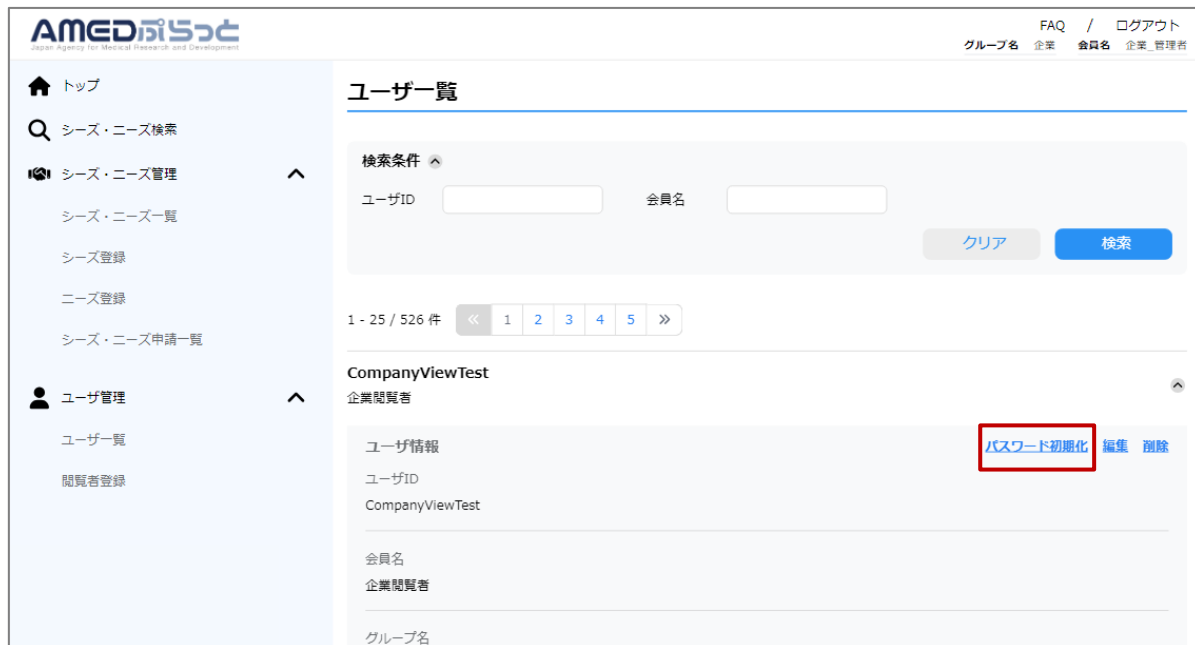 AMEDぷらっと
Japan Agency for Medical Research and Development
FAQ / ログアウト
グループ名 企業 会員名 企業_管理者
トップ
シーズ・ニーズ検索
シーズ・ニーズ管理
シーズ・ニーズ一覧
シーズ登録
ニーズ登録
シーズ・ニーズ申請一覧
ユーザ管理
ユーザ一覧
閲覧者登録
ユーザ一覧
検索条件
ユーザID 会員名
クリア 検索
1 - 25 / 526 件 « 1 2 3 4 5 »
CompanyViewTest
企業閲覧者
ユーザ情報 パスワード初期化 編集 削除
ユーザID
CompanyViewTest
会員名
企業閲覧者
グループ名